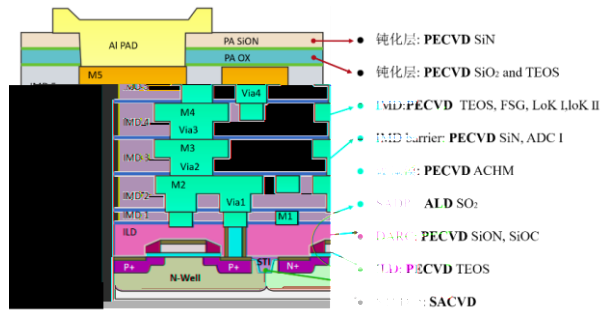 PA SiON
Al PAD
PA OX
M5
Via4
M4
IMD 4
Via3
M3
IMD 3
Via2
M2
IMD 2
Via1
IMD 1
M1
ILD
STI
P+
P+
N+
N-Well
钝化层: PECVD SiN
钝化层: PECVD SiO₂ and TEOS
IMD:PECVD TEOS, FSG, LoK I,loK II
IMD barrier: PECVD SiN, ADC I
: PECVD ACHM
ALD SO₂
DARC: PECVD SiON, SiOC
ILD: PECVD TEOS
SACVD